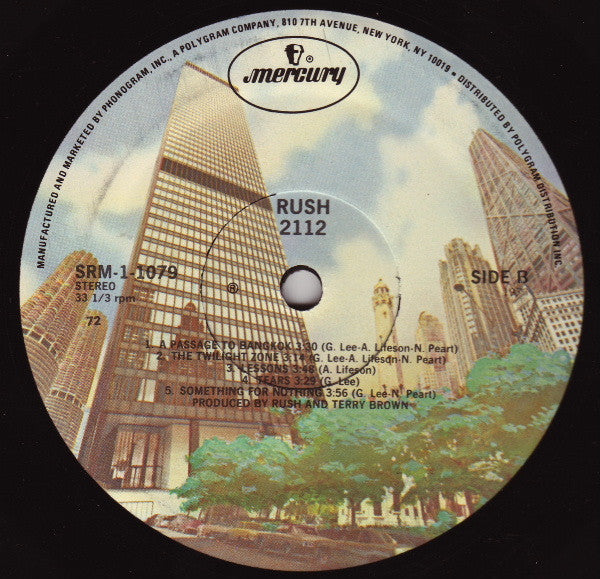 MANUFACTURED AND MARKETED BY PHONOGRAM, INC., A POLYGRAM COMPANY, 810 7TH AVENUE, NEW YORK, NY 10019 • DISTRIBUTED BY POLYGRAM DISTRIBUTION INC
mercury®
RUSH
2112
SRM-1-1079
STEREO
33 1/3 rpm
72
SIDE B
1. A PASSAGE TO BANGKOK 3:30 (G. Lee-A. Lifeson-N. Peart)
2. THE TWILIGHT ZONE 3:14 (G. Lee-A. Lifeson-N. Peart)
3. LESSONS 3:48 (A. Lifeson)
4. TEARS 3:29 (G. Lee)
5. SOMETHING FOR NOTHING 3:56 (G. Lee-N. Peart)
PRODUCED BY RUSH AND TERRY BROWN